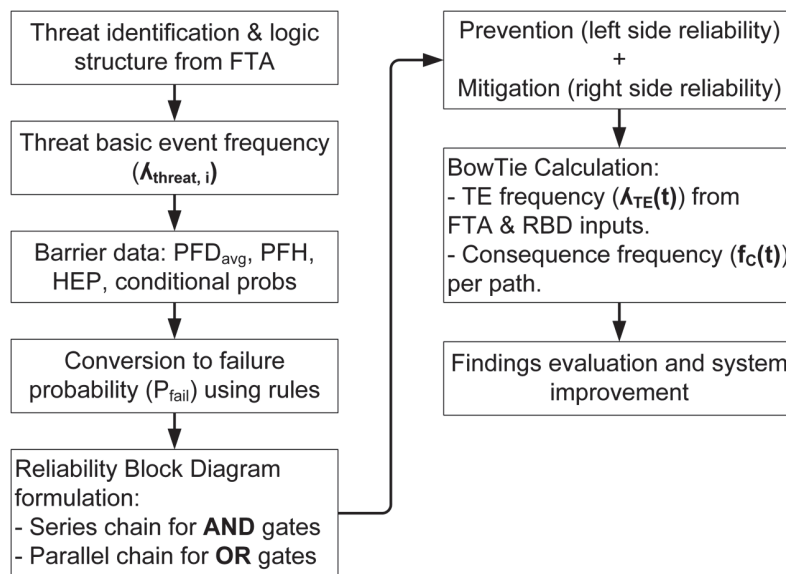 Threat identification & logic
structure from FTA
Threat basic event frequency
(ʎthreat, i)
Barrier data: PFDavg, PFH,
HEP, conditional probs
Conversion to failure
probability (Pfail) using rules
Reliability Block Diagram
formulation:
- Series chain for AND gates
- Parallel chain for OR gates
Prevention (left side reliability)
+
Mitigation (right side reliability)
BowTie Calculation:
- TE frequency (ʎTE(t)) from
FTA & RBD inputs.
- Consequence frequency (fC(t))
per path.
Findings evaluation and system
improvement